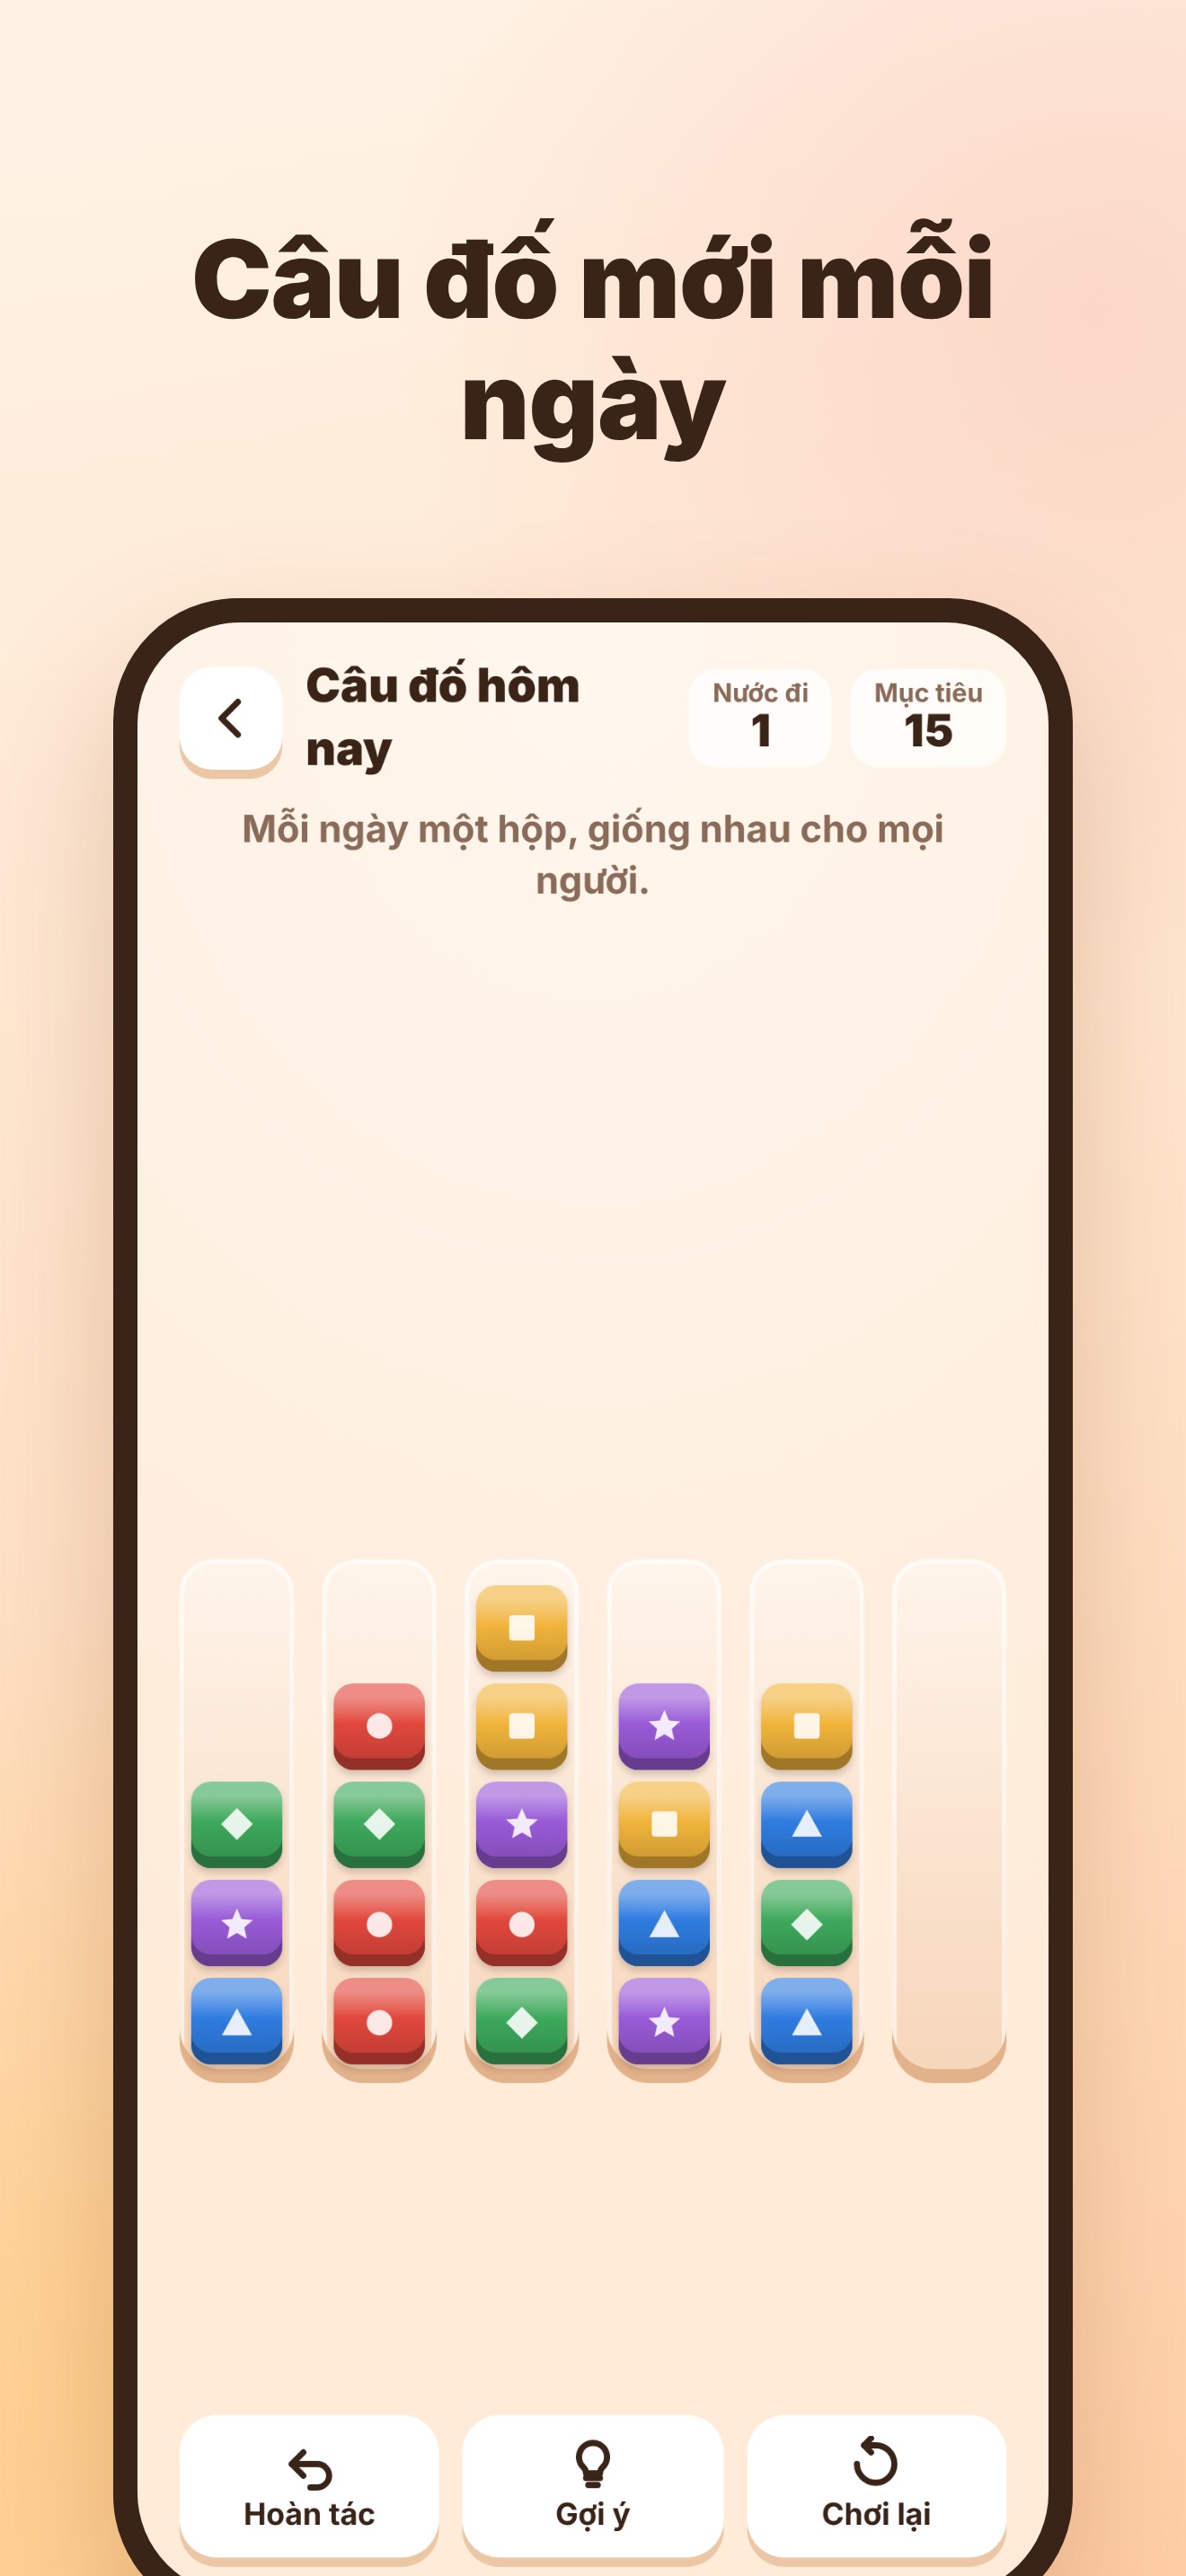 Câu đố mới mỗi
ngày
Câu đố hôm
nay
Nước đi
1
Mục tiêu
15
Mỗi ngày một hộp, giống nhau cho mọi
người.
Hoàn tác
Gợi ý
Chơi lại